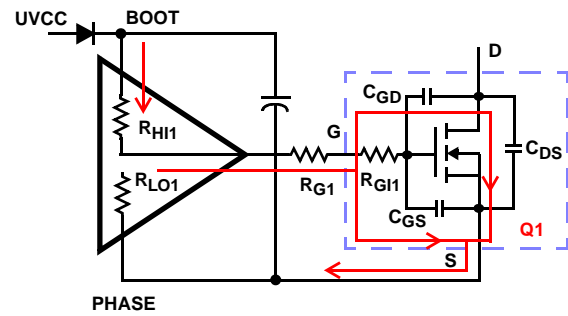 UVCC
BOOT
D
CGD
RHI1
G
CDS
RLO1
RG1
RGI1
CGS
Q1
S
PHASE